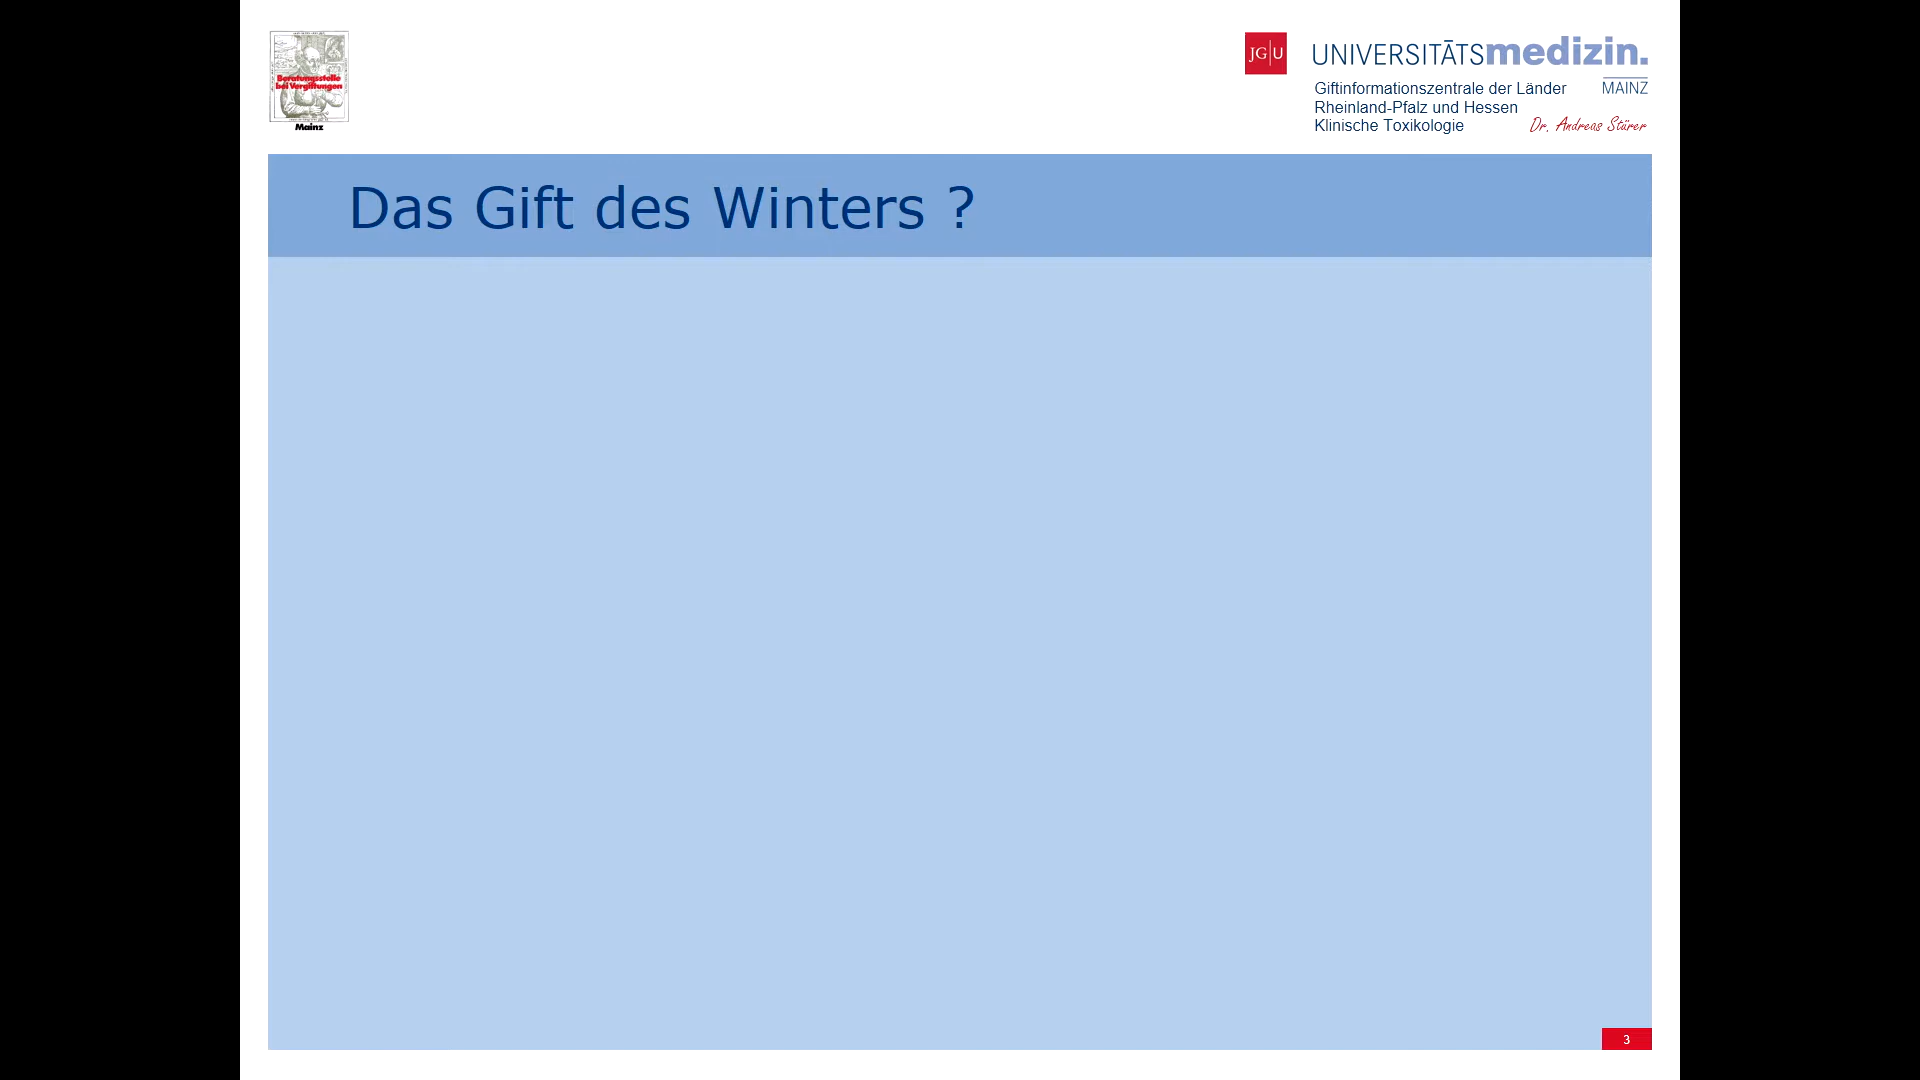 Beratungsstelle
bei Vergiftungen
Mainz
JG|U
UNIVERSITĀTSmedizin.
MAINZ
Giftinformationszentrale der Länder
Rheinland-Pfalz und Hessen
Klinische Toxikologie
Dr. Andreas Stürer
Das Gift des Winters ?
3